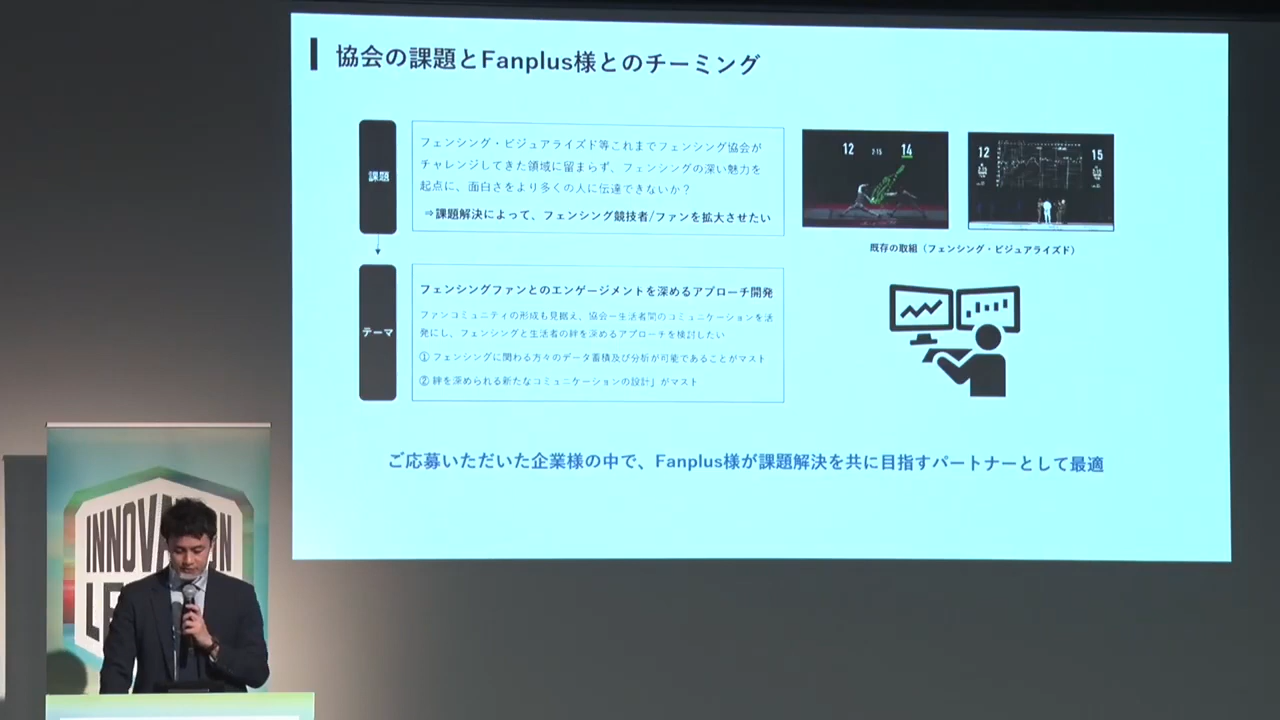 協会の課題とFanplus様とのチーミング
課題
フェンシング・ビジュアライズド等これまでフェンシング協会が
チャレンジしてきた領域に留まらず、フェンシングの深い魅力を
起点に、面白さをより多くの人に伝達できないか？
⇒課題解決によって、フェンシング競技者/ファンを拡大させたい
12
14
12
15
既存の取組（フェンシング・ビジュアライズド）
テーマ
フェンシングファンとのエンゲージメントを深めるアプローチ開発
ファンコミュニティの形成も見据え、協会－生活者間のコミュニケーションを活
発にし、フェンシングと生活者の絆を深めるアプローチを検討したい
① フェンシングに関わる方々のデータ蓄積及び分析が可能であることがマスト
② 絆を深められる新たなコミュニケーションの設計」がマスト
ご応募いただいた企業様の中で、Fanplus様が課題解決を共に目指すパートナーとして最適